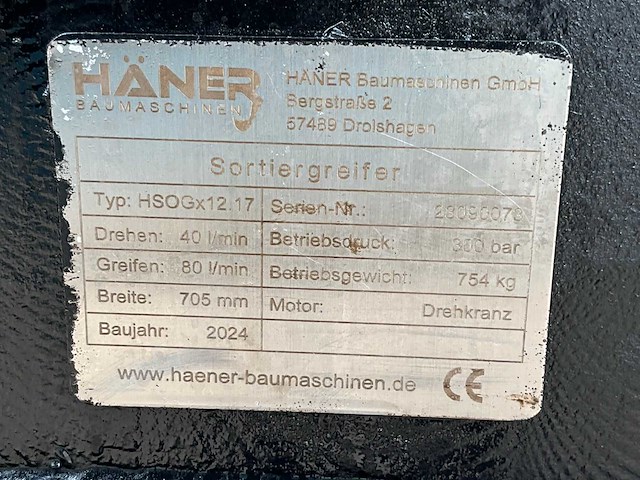 HÄNER
BAUMASCHINEN
HÄNER Baumaschinen GmbH
Bergstraße 2
57489 Drolshagen
Sortiergreifer
Typ: HSOGx12.17 Serien-Nr.:
Drehen: 40 l/min Betriebsdruck: 300 bar
Greifen: 80 l/min Betriebsgewicht: 754 kg
Breite: 705 mm Motor: Drehkranz
Baujahr: 2024
www.haener-baumaschinen.de CE